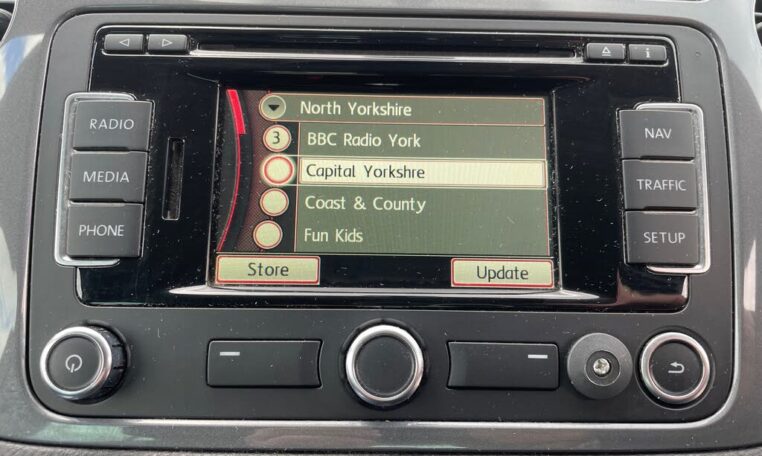 RADIO
MEDIA
PHONE
North Yorkshire
3 BBC Radio York
Capital Yorkshre
Coast & County
Fun Kids
Store
Update
i
NAV
TRAFFIC
SETUP